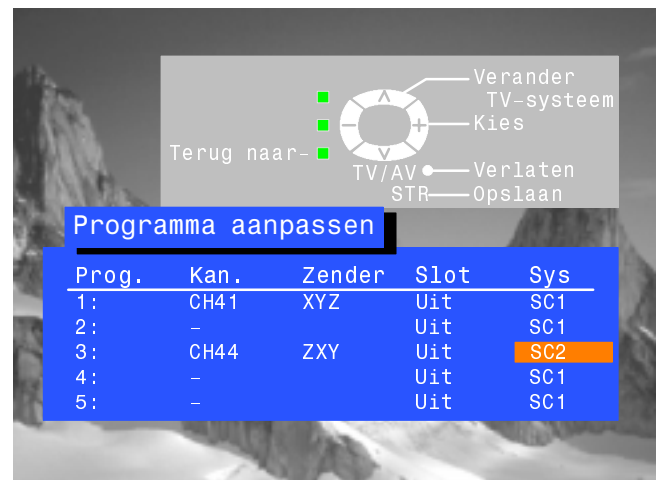 Verander
TV-systeem
Kies
Terug naar-
TV/AV Verlaten
STR Opslaan
Programma aanpassen
Prog. Kan. Zender Slot Sys
1: CH41 XYZ Uit SC1
2: – Uit SC1
3: CH44 ZXY Uit SC2
4: – Uit SC1
5: – Uit SC1